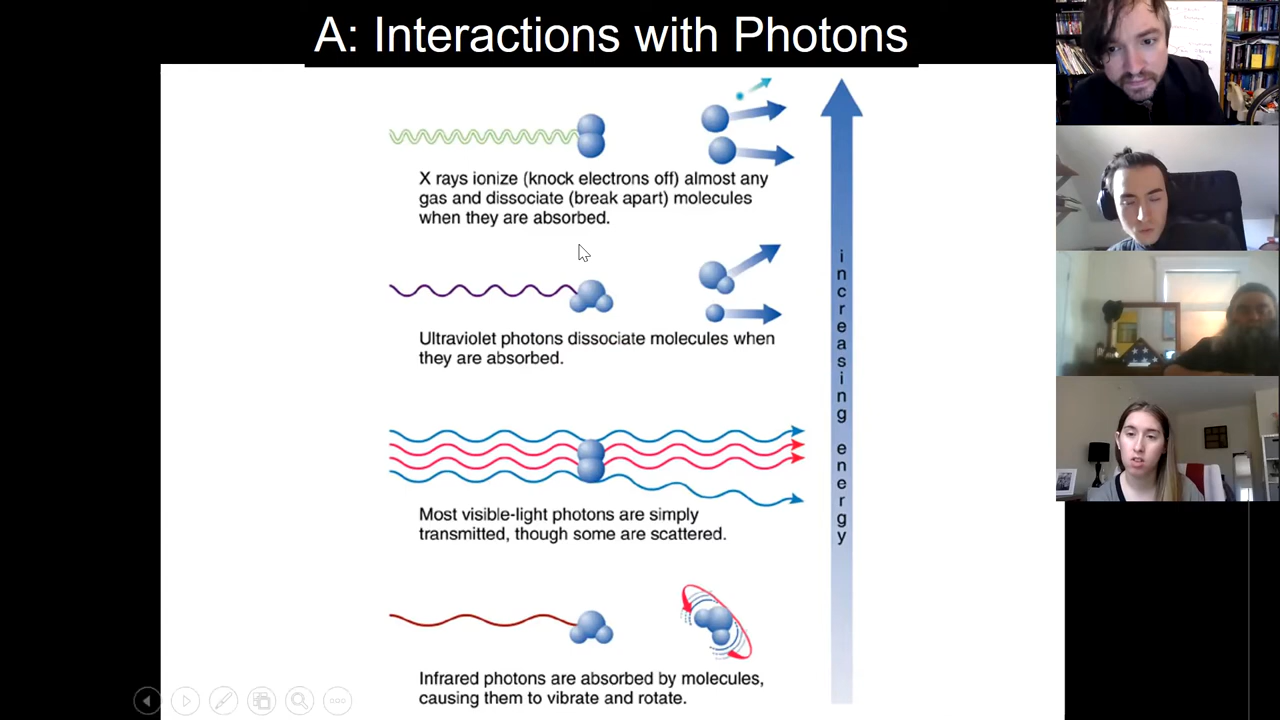 A: Interactions with Photons
X rays ionize (knock electrons off) almost any
gas and dissociate (break apart) molecules
when they are absorbed.
Ultraviolet photons dissociate molecules when
they are absorbed.
Most visible-light photons are simply
transmitted, though some are scattered.
Infrared photons are absorbed by molecules,
causing them to vibrate and rotate.
increasing energy